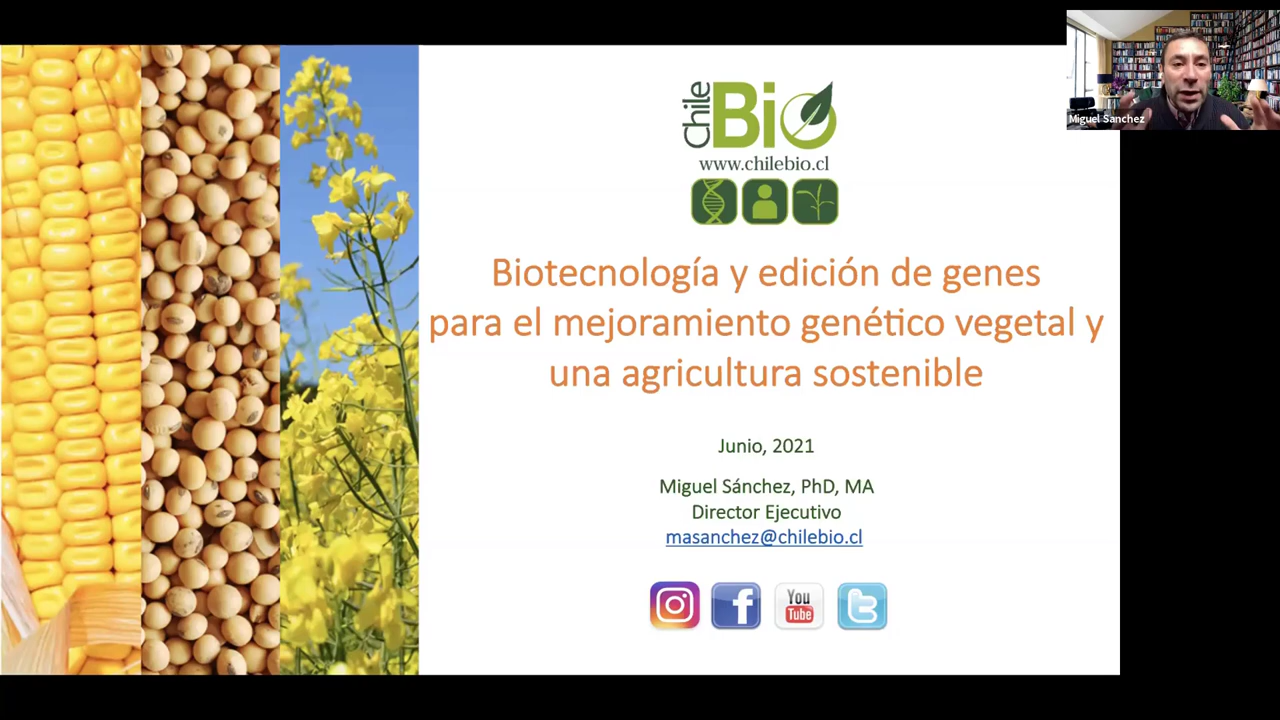 Miguel Sanchez
chile
Bio
www.chilebio.cl
Biotecnología y edición de genes
para el mejoramiento genético vegetal y
una agricultura sostenible
Junio, 2021
Miguel Sánchez, PhD, MA
Director Ejecutivo
masanchez@chilebio.cl
You
Tube